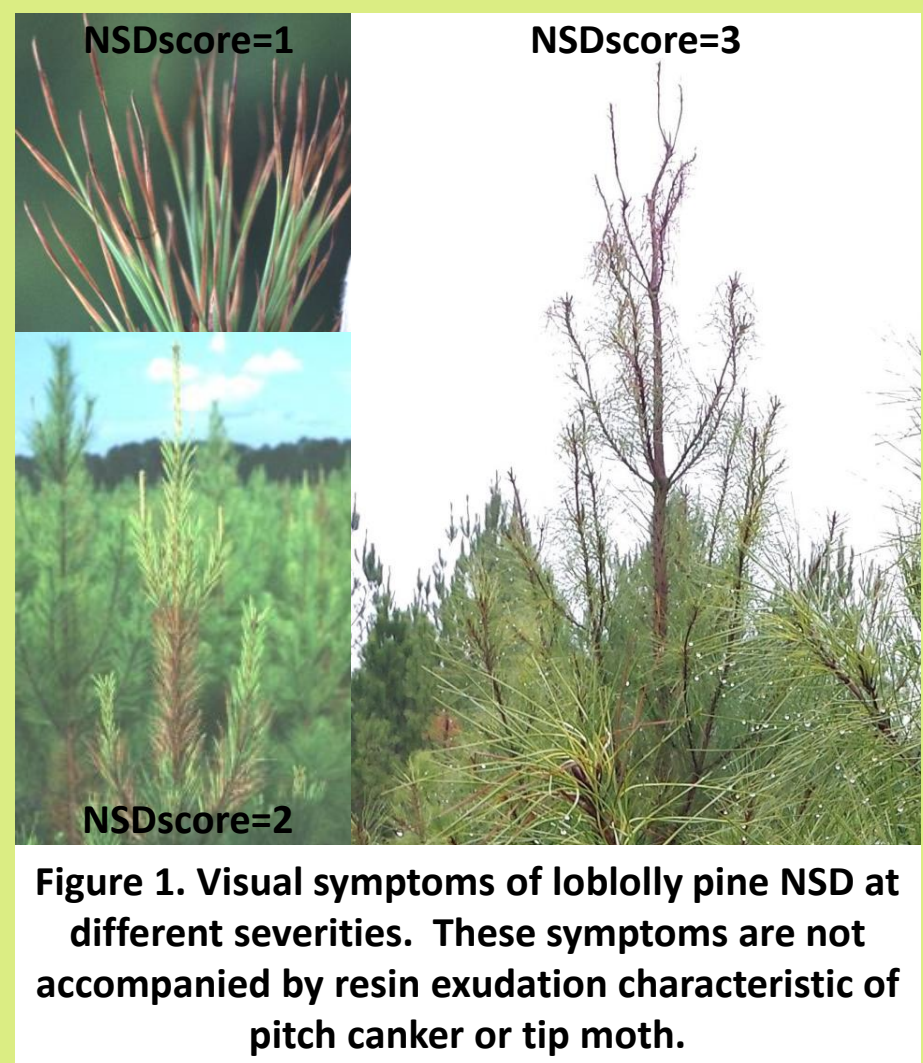 NSDscore=1
NSDscore=3
NSDscore=2
Figure 1. Visual symptoms of loblolly pine NSD at
different severities. These symptoms are not
accompanied by resin exudation characteristic of
pitch canker or tip moth.